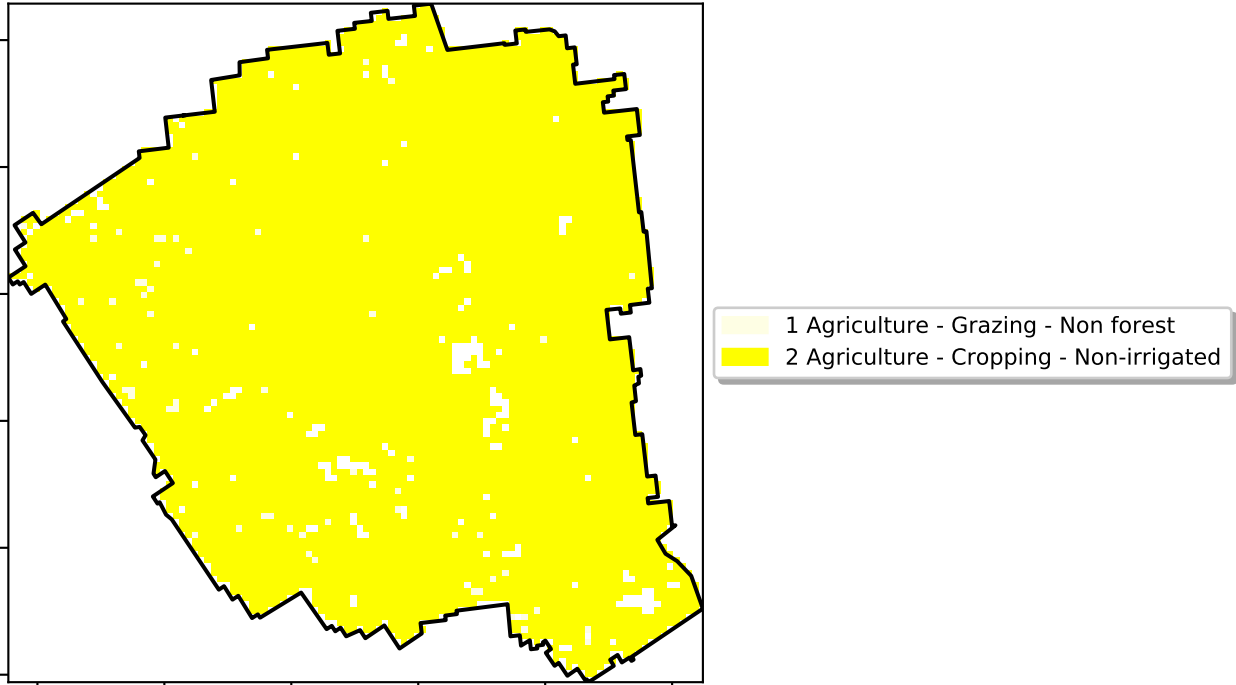 1 Agriculture - Grazing - Non forest
2 Agriculture - Cropping - Non-irrigated